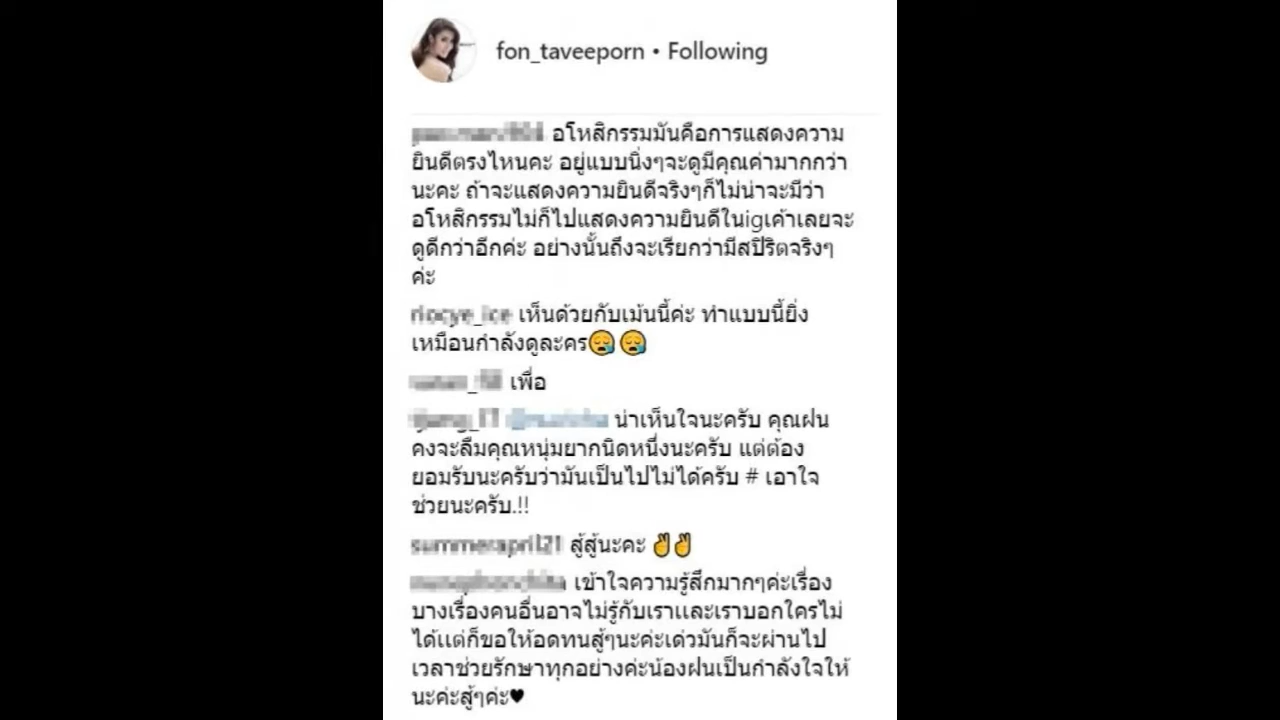 fon_taveeporn • Following
อโหสิกรรมมันคือการแสดงความ
ยินดีตรงไหนคะ อยู่แบบนิ่งๆจะดูมีคุณค่ามากกว่า
นะคะ ถ้าจะแสดงความยินดีจริงๆก็ไม่น่าจะมีว่า
อโหสิกรรมไม่ก็ไปแสดงความยินดีในigเค้าเลยจะ
ดูดีกว่าอีกค่ะ อย่างนั้นถึงจะเรียกว่ามีสปิริตจริงๆ
ค่ะ
เห็นด้วยกับเม้นนี้ค่ะ ทำแบบนี้ยิ่ง
เหมือนกำลังดูละคร😪😪
เพื่อ
น่าเห็นใจนะครับ คุณฝน
คงจะลืมคุณหนุ่มยากนิดหนึ่งนะครับ แต่ต้อง
ยอมรับนะครับว่ามันเป็นไปไม่ได้ครับ # เอาใจ
ช่วยนะครับ.!!
สู้สู้นะคะ ✌✌
เข้าใจความรู้สึกมากๆค่ะเรื่อง
บางเรื่องคนอื่นอาจไม่รู้กับเราและเราบอกใครไม่
ได้แต่ก็ขอให้อดทนสู้ๆนะค่ะเด่วมันก็จะผ่านไป
เวลาช่วยรักษาทุกอย่างค่ะน้องฝนเป็นกำลังใจให้
นะค่ะสู้ๆค่ะ♥